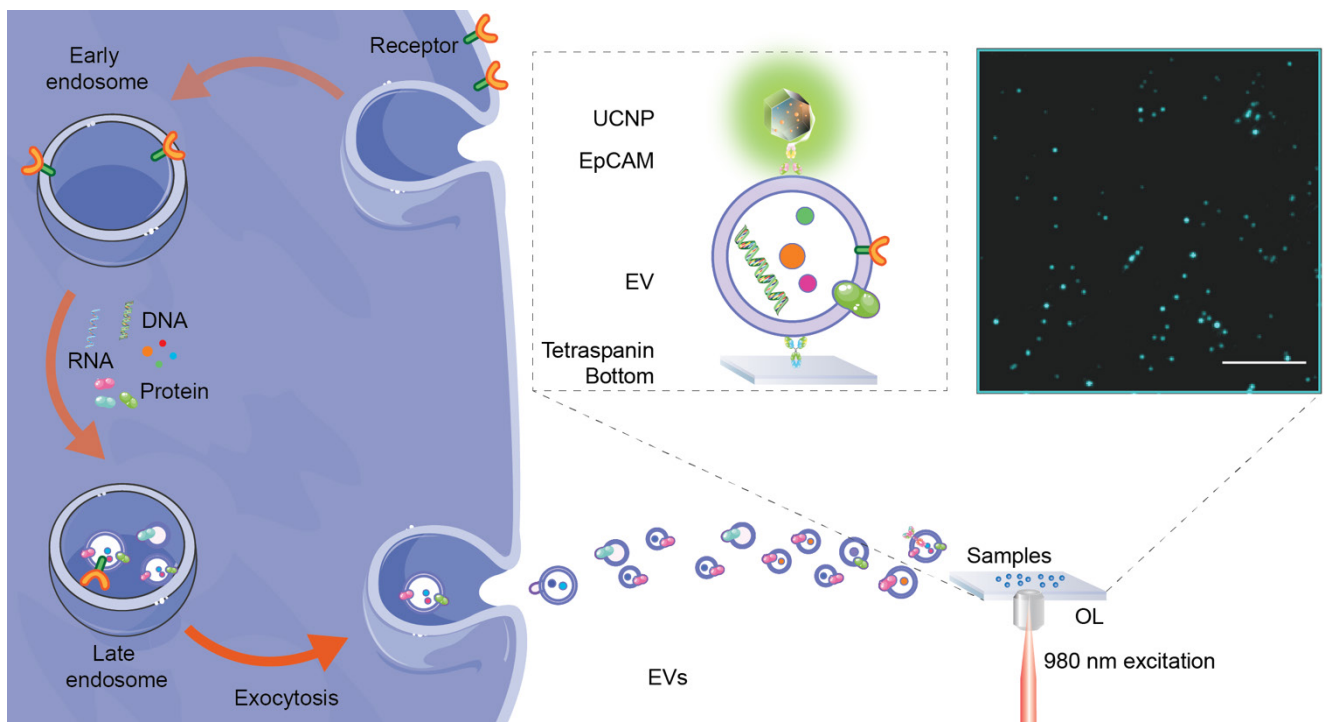 Early
endosome
Receptor
DNA
RNA
Protein
Late
endosome
Exocytosis
UCNP
EpCAM
EV
Tetraspanin
Bottom
EVs
Samples
OL
980 nm excitation